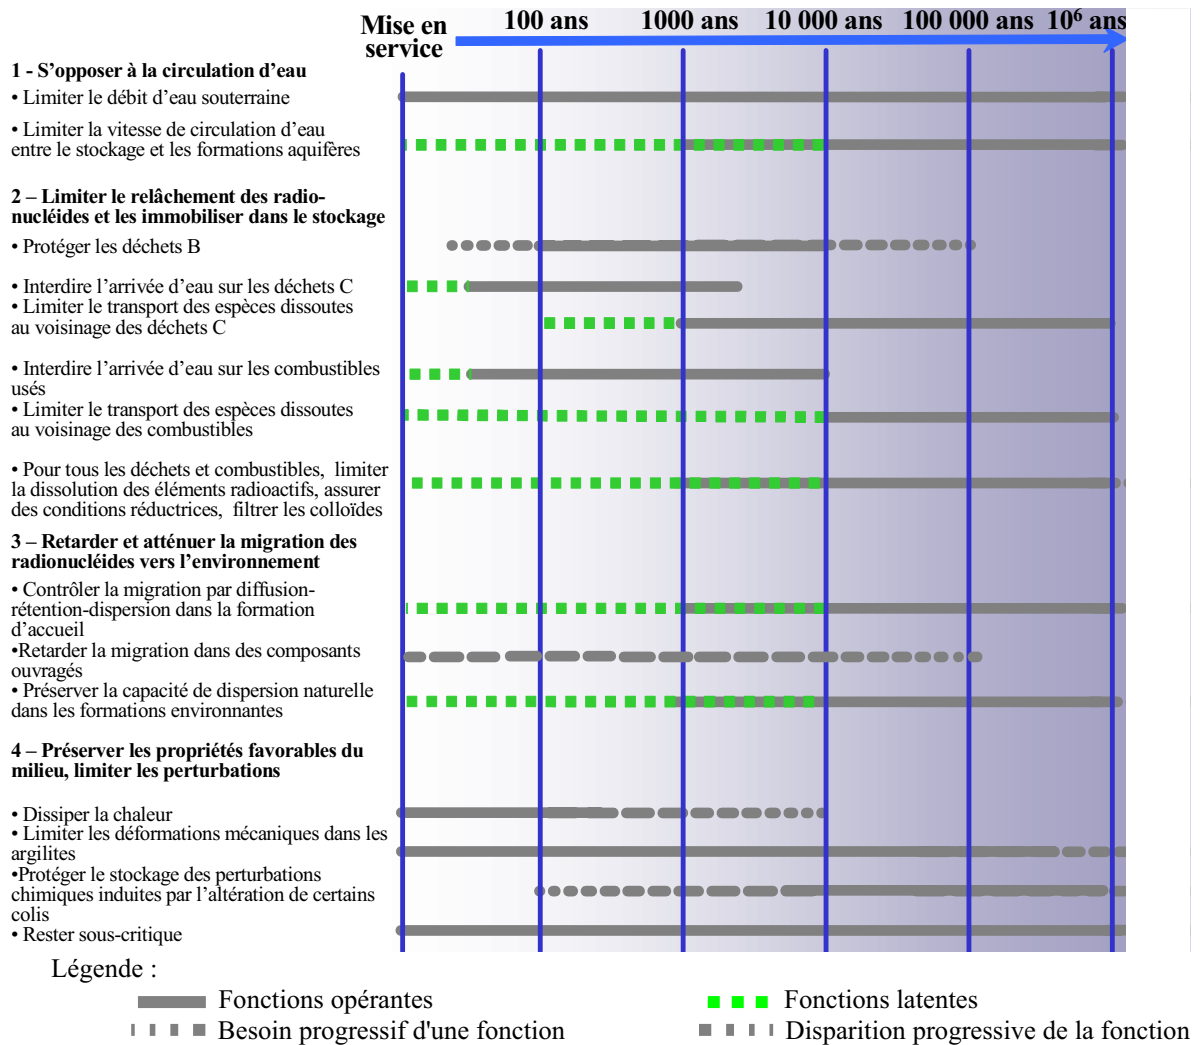 Mise en
service
100 ans
1000 ans
10 000 ans
100 000 ans
10⁶ ans
1 - S’opposer à la circulation d’eau
• Limiter le débit d’eau souterraine
• Limiter la vitesse de circulation d’eau
entre le stockage et les formations aquifères
2 – Limiter le relâchement des radio-
nucléides et les immobiliser dans le stockage
• Protéger les déchets B
• Interdire l’arrivée d’eau sur les déchets C
• Limiter le transport des espèces dissoutes
au voisinage des déchets C
• Interdire l’arrivée d’eau sur les combustibles
usés
• Limiter le transport des espèces dissoutes
au voisinage des combustibles
• Pour tous les déchets et combustibles, limiter
la dissolution des éléments radioactifs, assurer
des conditions réductrices, filtrer les colloïdes
3 – Retarder et atténuer la migration des
radionucléides vers l’environnement
• Contrôler la migration par diffusion-
rétention-dispersion dans la formation
d’accueil
•Retarder la migration dans des composants
ouvragés
• Préserver la capacité de dispersion naturelle
dans les formations environnantes
4 – Préserver les propriétés favorables du
milieu, limiter les perturbations
• Dissiper la chaleur
• Limiter les déformations mécaniques dans les
argilites
•Protéger le stockage des perturbations
chimiques induites par l’altération de certains
colis
• Rester sous-critique
Légende :
Fonctions opérantes
Fonctions latentes
Besoin progressif d'une fonction
Disparition progressive de la fonction